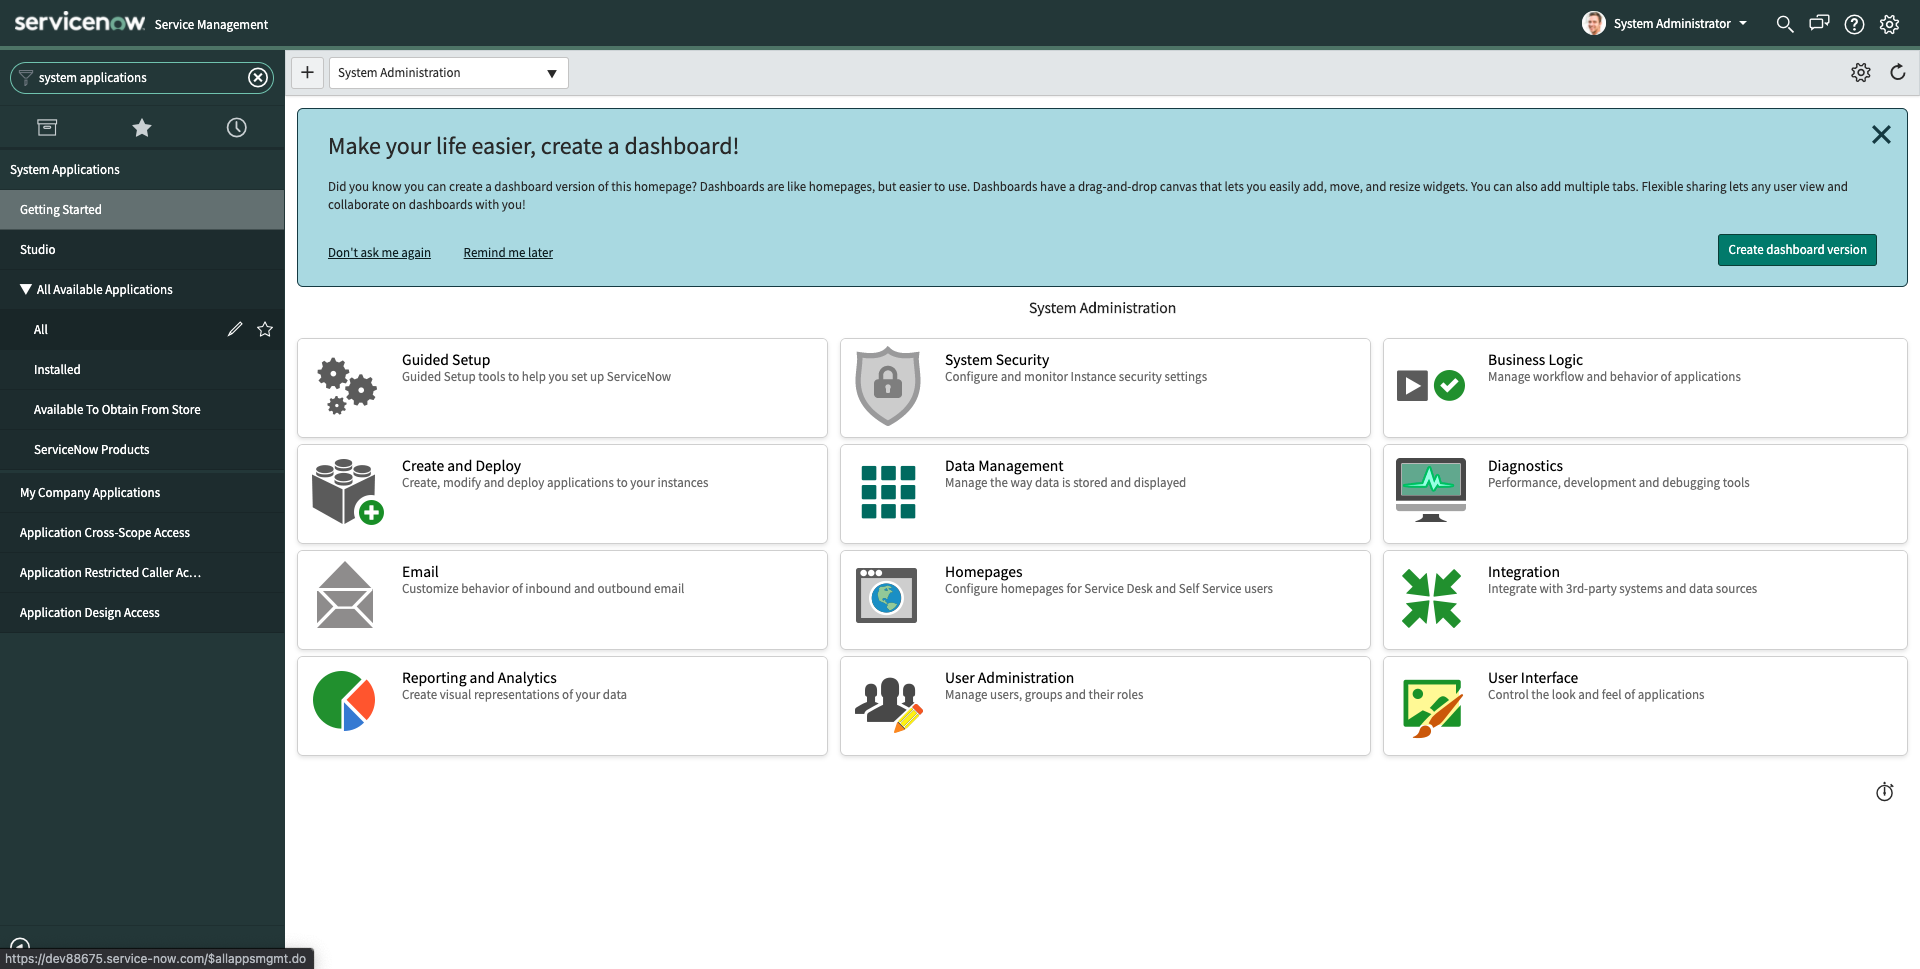 servicenow. Service Management
System Administrator
system applications
System Administration
System Applications
Getting Started
Studio
All Available Applications
All
Installed
Available To Obtain From Store
ServiceNow Products
My Company Applications
Application Cross-Scope Access
Application Restricted Caller Ac...
Application Design Access
Make your life easier, create a dashboard!
Did you know you can create a dashboard version of this homepage? Dashboards are like homepages, but easier to use. Dashboards have a drag-and-drop canvas that lets you easily add, move, and resize widgets. You can also add multiple tabs. Flexible sharing lets any user view and
collaborate on dashboards with you!
Don't ask me again Remind me later
Create dashboard version
System Administration
Guided Setup
Guided Setup tools to help you set up ServiceNow
System Security
Configure and monitor Instance security settings
Business Logic
Manage workflow and behavior of applications
Create and Deploy
Create, modify and deploy applications to your instances
Data Management
Manage the way data is stored and displayed
Diagnostics
Performance, development and debugging tools
Email
Customize behavior of inbound and outbound email
Homepages
Configure homepages for Service Desk and Self Service users
Integration
Integrate with 3rd-party systems and data sources
Reporting and Analytics
Create visual representations of your data
User Administration
Manage users, groups and their roles
User Interface
Control the look and feel of applications
https://dev88675.service-now.com/$allappsmgmt.do